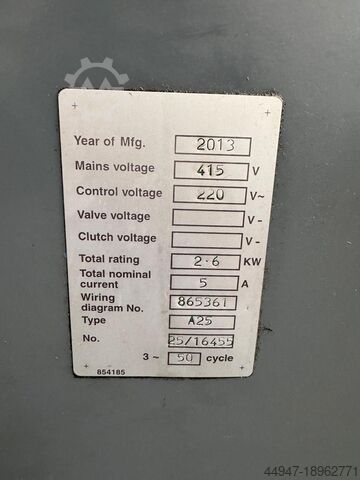 Year of Mfg. 2013
Mains voltage 415 V
Control voltage 220 V~
Valve voltage V-
Clutch voltage V-
Total rating 2·6 KW
Total nominal
current 5 A
Wiring
diagram No. 865361
Type A25
No. 25/16455
3~ 50 cycle
854185
44947-18962771